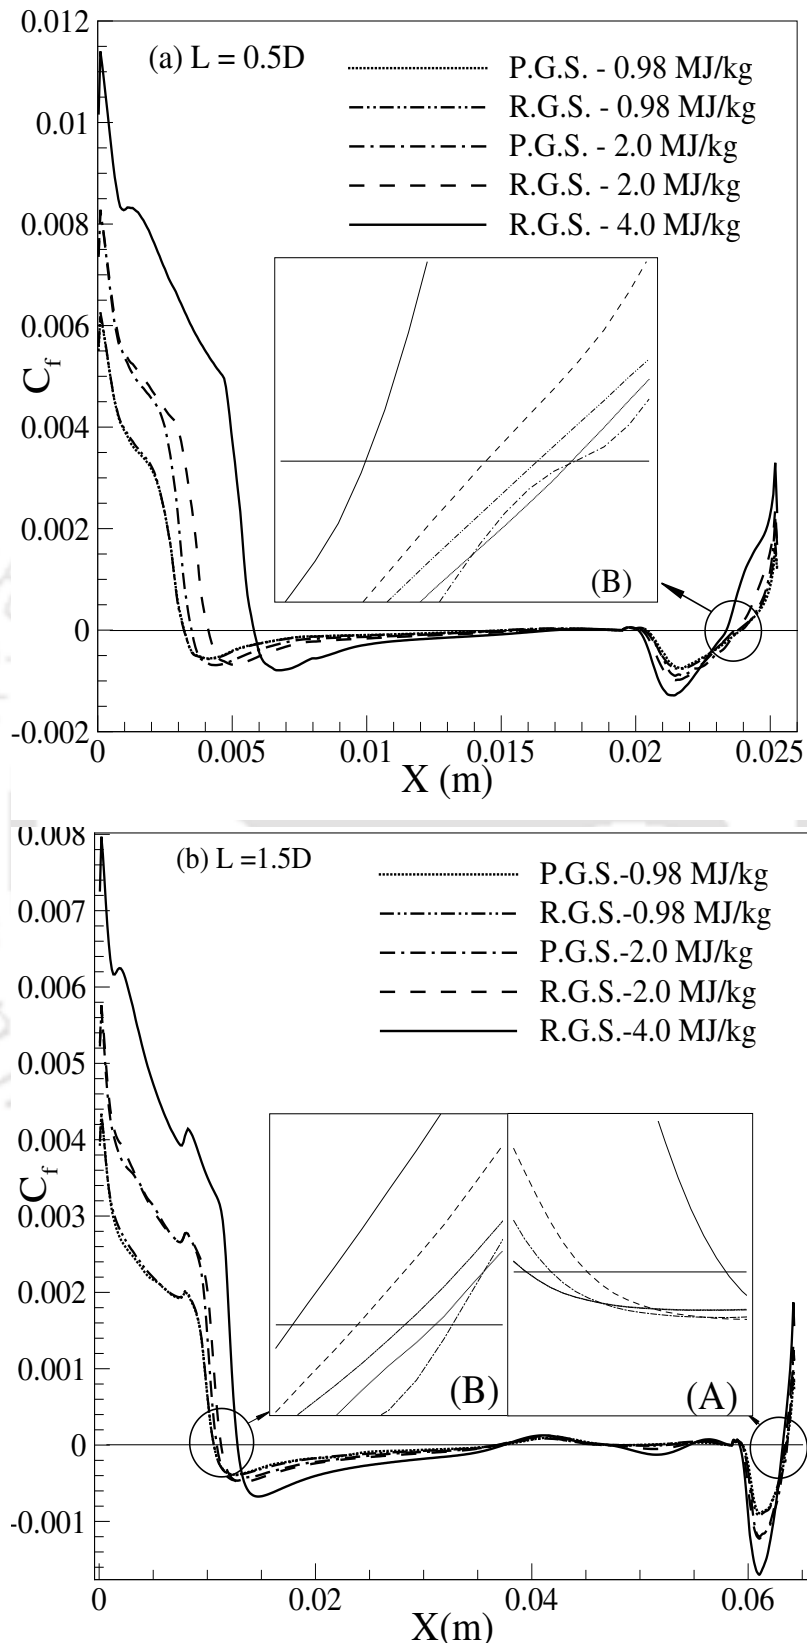 0.012
(a) L = 0.5D
P.G.S. - 0.98 MJ/kg
R.G.S. - 0.98 MJ/kg
P.G.S. - 2.0 MJ/kg
R.G.S. - 2.0 MJ/kg
R.G.S. - 4.0 MJ/kg
0.01
0.008
0.006
0.004
0.002
0
-0.002
C_f
(B)
0
0.005
0.01
0.015
0.02
0.025
X (m)
0.008
(b) L =1.5D
P.G.S.-0.98 MJ/kg
R.G.S.-0.98 MJ/kg
P.G.S.-2.0 MJ/kg
R.G.S.-2.0 MJ/kg
R.G.S.-4.0 MJ/kg
0.007
0.006
0.005
0.004
0.003
0.002
0.001
0
-0.001
C_f
(B)
(A)
0
0.02
0.04
0.06
X(m)